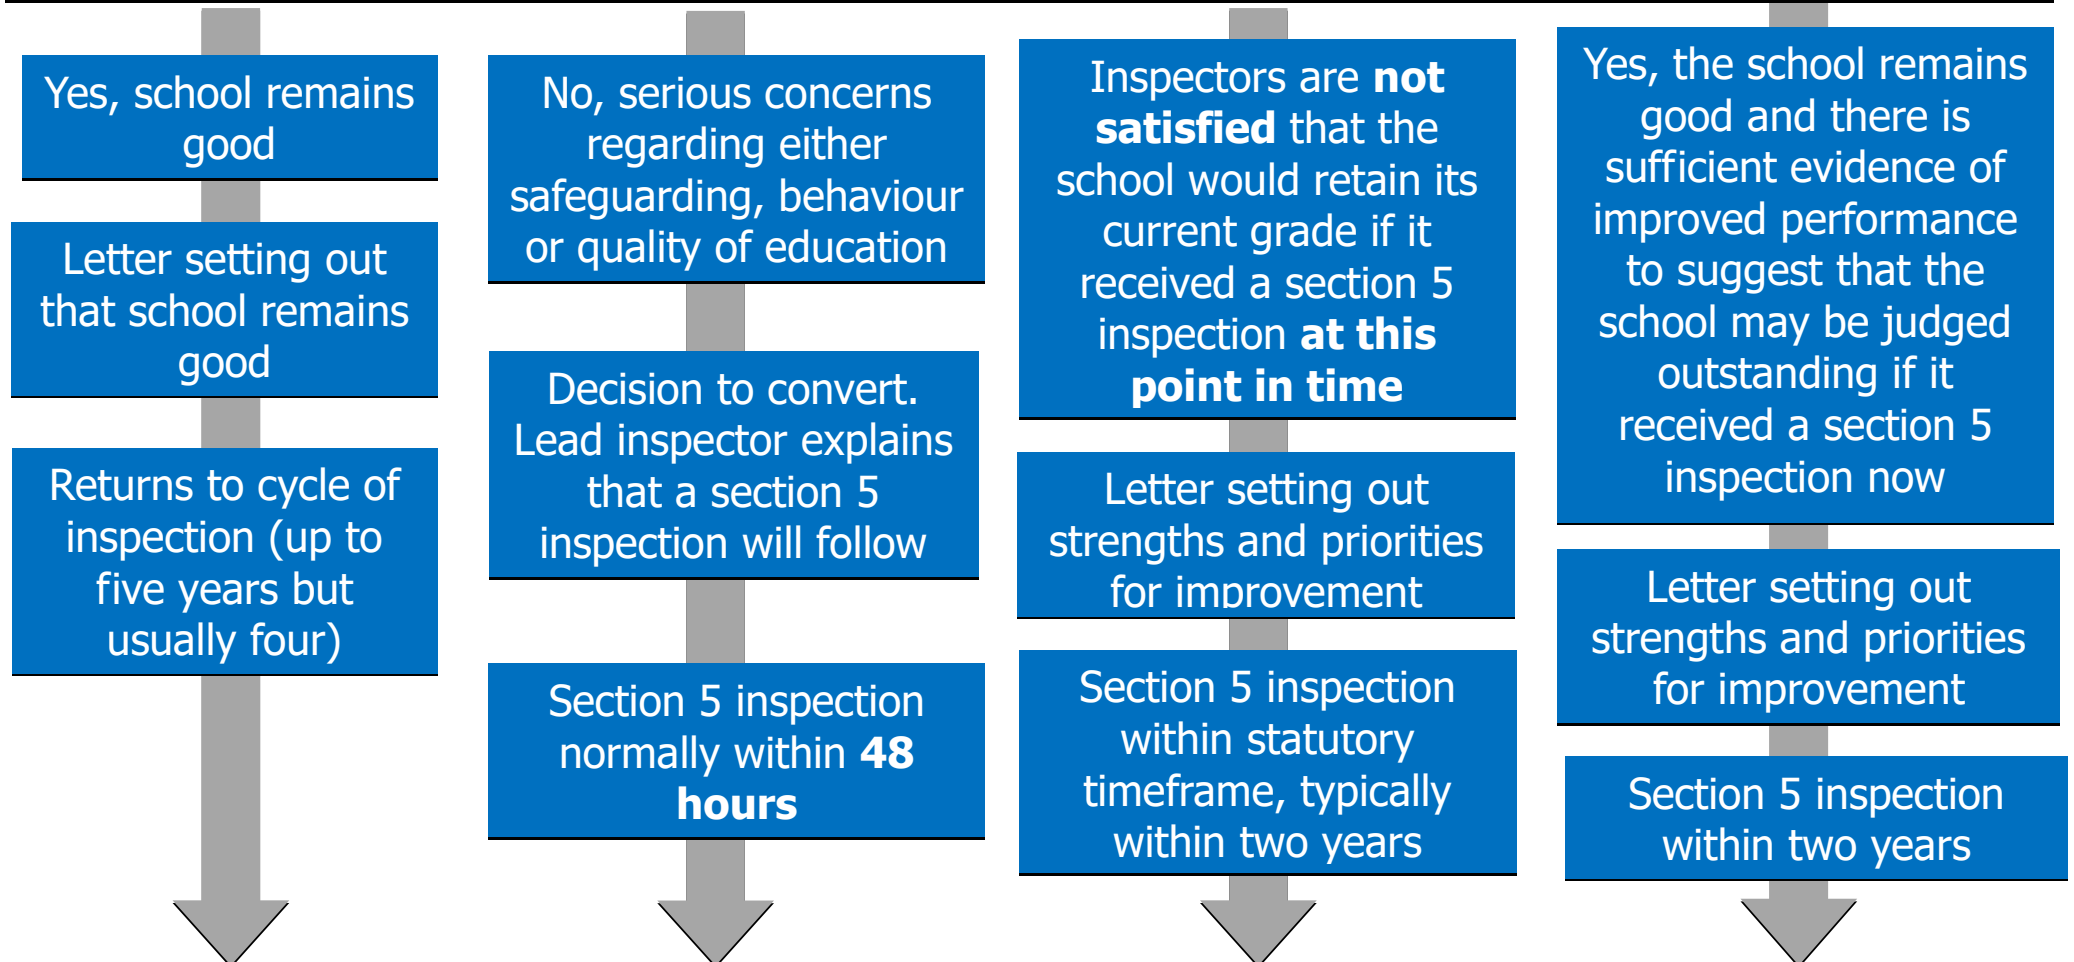 Yes, school remains
good
Letter setting out
that school remains
good
Returns to cycle of
inspection (up to
five years but
usually four)
No, serious concerns
regarding either
safeguarding, behaviour
or quality of education
Decision to convert.
Lead inspector explains
that a section 5
inspection will follow
Section 5 inspection
normally within 48
hours
Inspectors are not
satisfied that the
school would retain its
current grade if it
received a section 5
inspection at this
point in time
Letter setting out
strengths and priorities
for improvement
Section 5 inspection
within statutory
timeframe, typically
within two years
Yes, the school remains
good and there is
sufficient evidence of
improved performance
to suggest that the
school may be judged
outstanding if it
received a section 5
inspection now
Letter setting out
strengths and priorities
for improvement
Section 5 inspection
within two years